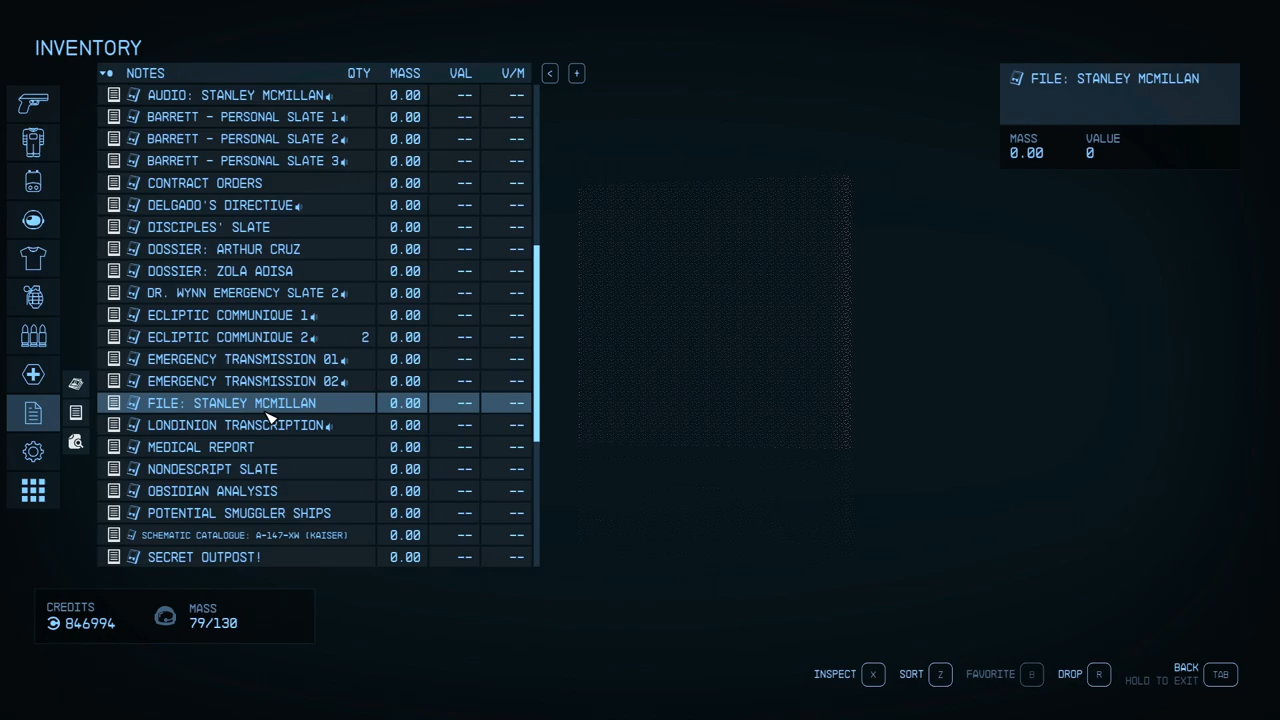 INVENTORY
NOTES QTY MASS VAL V/M < +
AUDIO: STANLEY MCMILLAN 0.00 -- --
BARRETT - PERSONAL SLATE 1 0.00 -- --
BARRETT - PERSONAL SLATE 2 0.00 -- --
BARRETT - PERSONAL SLATE 3 0.00 -- --
CONTRACT ORDERS 0.00 -- --
DELGADO'S DIRECTIVE 0.00 -- --
DISCIPLES' SLATE 0.00 -- --
DOSSIER: ARTHUR CRUZ 0.00 -- --
DOSSIER: ZOLA ADISA 0.00 -- --
DR. WYNN EMERGENCY SLATE 2 0.00 -- --
ECLIPTIC COMMUNIQUE 1 0.00 -- --
ECLIPTIC COMMUNIQUE 2 2 0.00 -- --
EMERGENCY TRANSMISSION 01 0.00 -- --
EMERGENCY TRANSMISSION 02 0.00 -- --
FILE: STANLEY MCMILLAN 0.00 -- --
LONDINION TRANSCRIPTION 0.00 -- --
MEDICAL REPORT 0.00 -- --
NONDESCRIPT SLATE 0.00 -- --
OBSIDIAN ANALYSIS 0.00 -- --
POTENTIAL SMUGGLER SHIPS 0.00 -- --
SCHEMATIC CATALOGUE: A-147-XW (KAISER) 0.00 -- --
SECRET OUTPOST! 0.00 -- --
FILE: STANLEY MCMILLAN
MASS VALUE
0.00 0
CREDITS MASS
846994 79/130
INSPECT X SORT Z FAVORITE B DROP R BACK TAB
HOLD TO EXIT